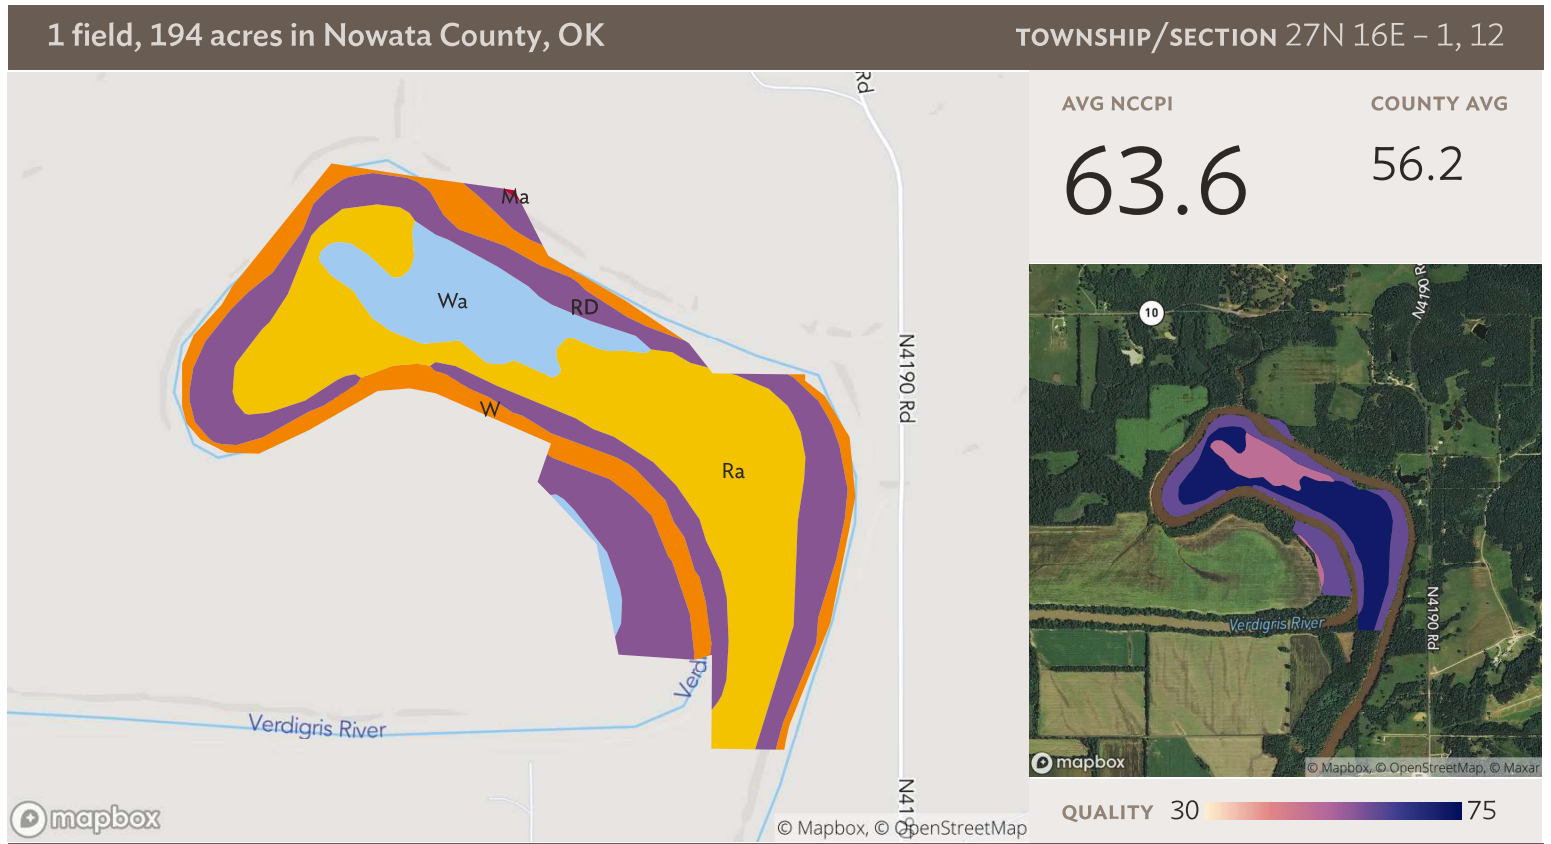 1 field, 194 acres in Nowata County, OK
TOWNSHIP/SECTION 27N 16E – 1, 12
Rd
Ma
Wa
RD
N4190 Rd
W
Ra
Verd
Verdigris River
N4190
mapbox
© Mapbox, © OpenStreetMap
AVG NCCPI
COUNTY AVG
63.6
56.2
N4190 R
10
N4190 Rd
Verdigris River
mapbox
© Mapbox, © OpenStreetMap, © Maxar
QUALITY 30 75